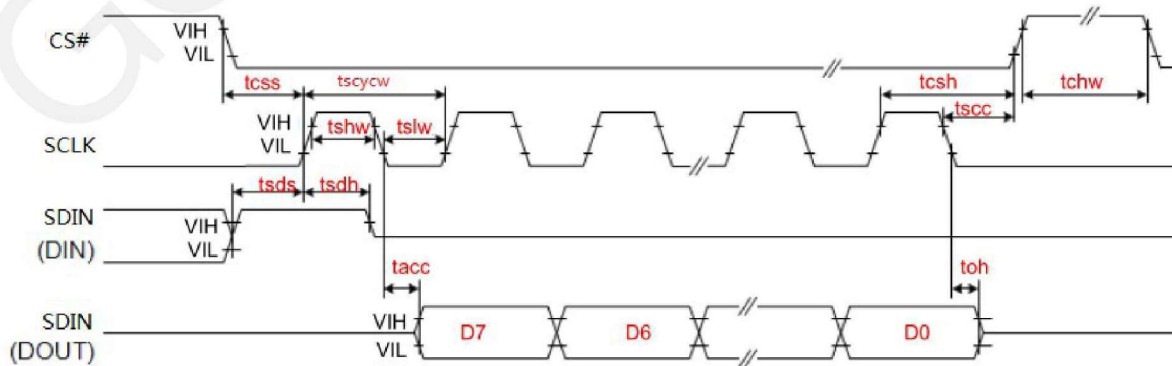 CS#
VIH
VIL
tcss
tscycw
tcsh
tchw
tscc
SCLK
VIH
VIL
tshw
tslw
tsds
tsdh
SDIN
(DIN)
VIH
VIL
tacc
toh
SDIN
(DOUT)
VIH
VIL
D7
D6
D0